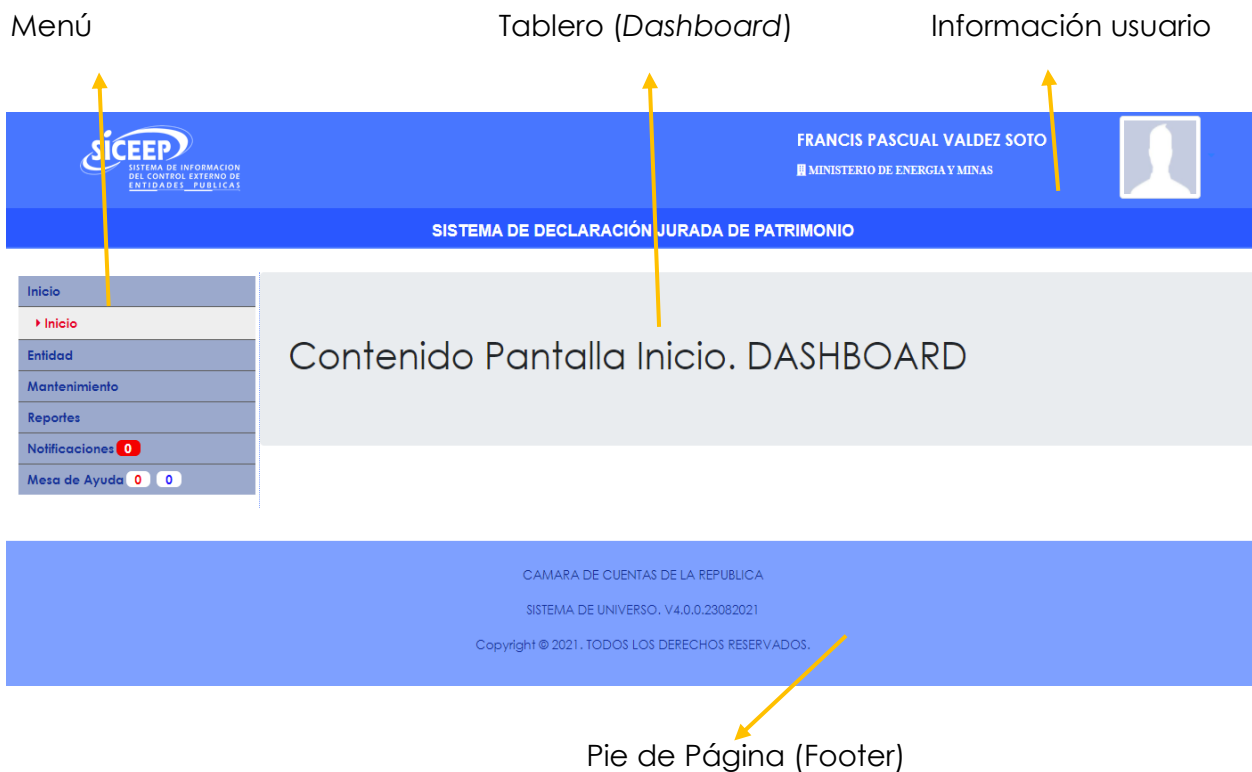 Menú
Tablero (Dashboard)
Información usuario
SiCEEP
SISTEMA DE INFORMACION
DEL CONTROL EXTERNO DE
ENTIDADES PUBLICAS
FRANCIS PASCUAL VALDEZ SOTO
MINISTERIO DE ENERGIA Y MINAS
SISTEMA DE DECLARACIÓN JURADA DE PATRIMONIO
Inicio
Inicio
Entidad
Mantenimiento
Reportes
Notificaciones 0
Mesa de Ayuda 0 0
Contenido Pantalla Inicio. DASHBOARD
CAMARA DE CUENTAS DE LA REPUBLICA
SISTEMA DE UNIVERSO. V4.0.0.23082021
Copyright © 2021. TODOS LOS DERECHOS RESERVADOS.
Pie de Página (Footer)